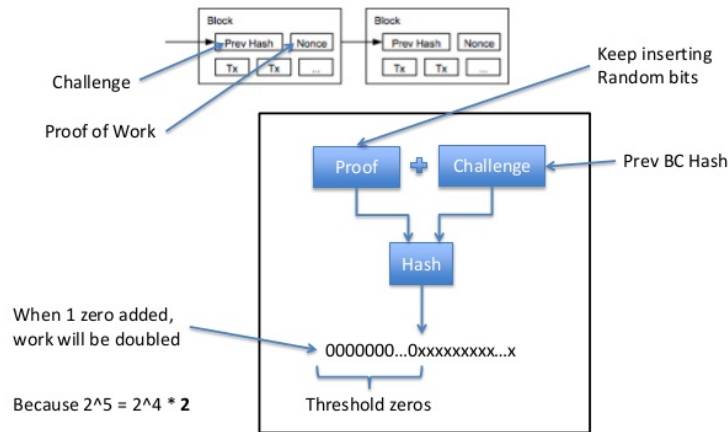 Block
Prev Hash
Nonce
Tx
Tx
...
Block
Prev Hash
Nonce
Tx
Tx
...
Challenge
Proof of Work
Keep inserting
Random bits
Proof
Challenge
Prev BC Hash
Hash
When 1 zero added,
work will be doubled
0000000...0xxxxxxxxx...x
Because 2^5 = 2^4 * 2
Threshold zeros